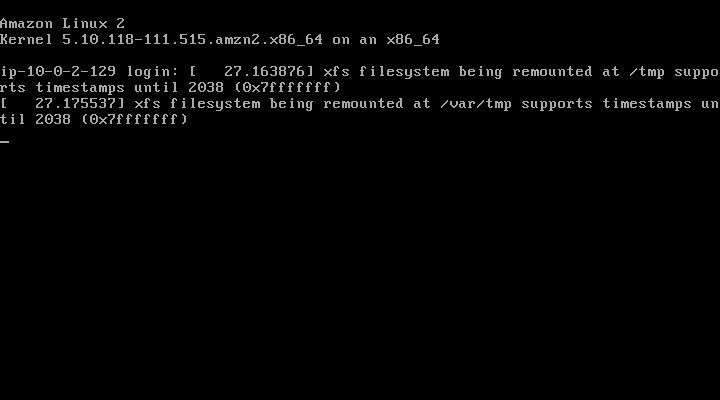 Amazon Linux 2
Kernel 5.10.118-111.515.amzn2.x86_64 on an x86_64
ip-10-0-2-129 login: [   27.163876] xfs filesystem being remounted at /tmp suppo
rts timestamps until 2038 (0x7fffffff)
[   27.175537] xfs filesystem being remounted at /var/tmp supports timestamps un
til 2038 (0x7fffffff)